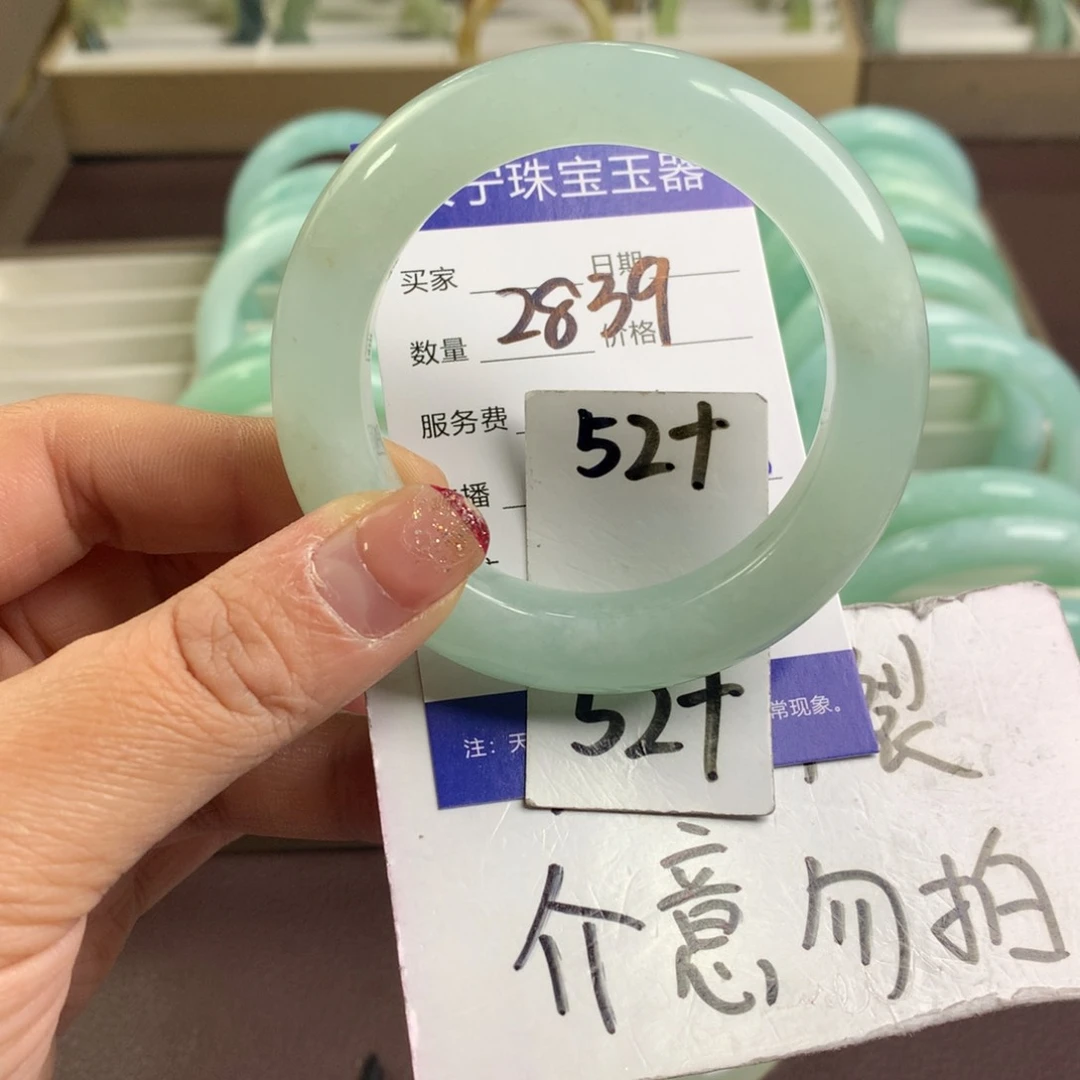 宁珠宝玉器
买家 日期
2839
数量 价格
服务费
52+
播
52+
注：天 常现象。
裂
介意勿拍